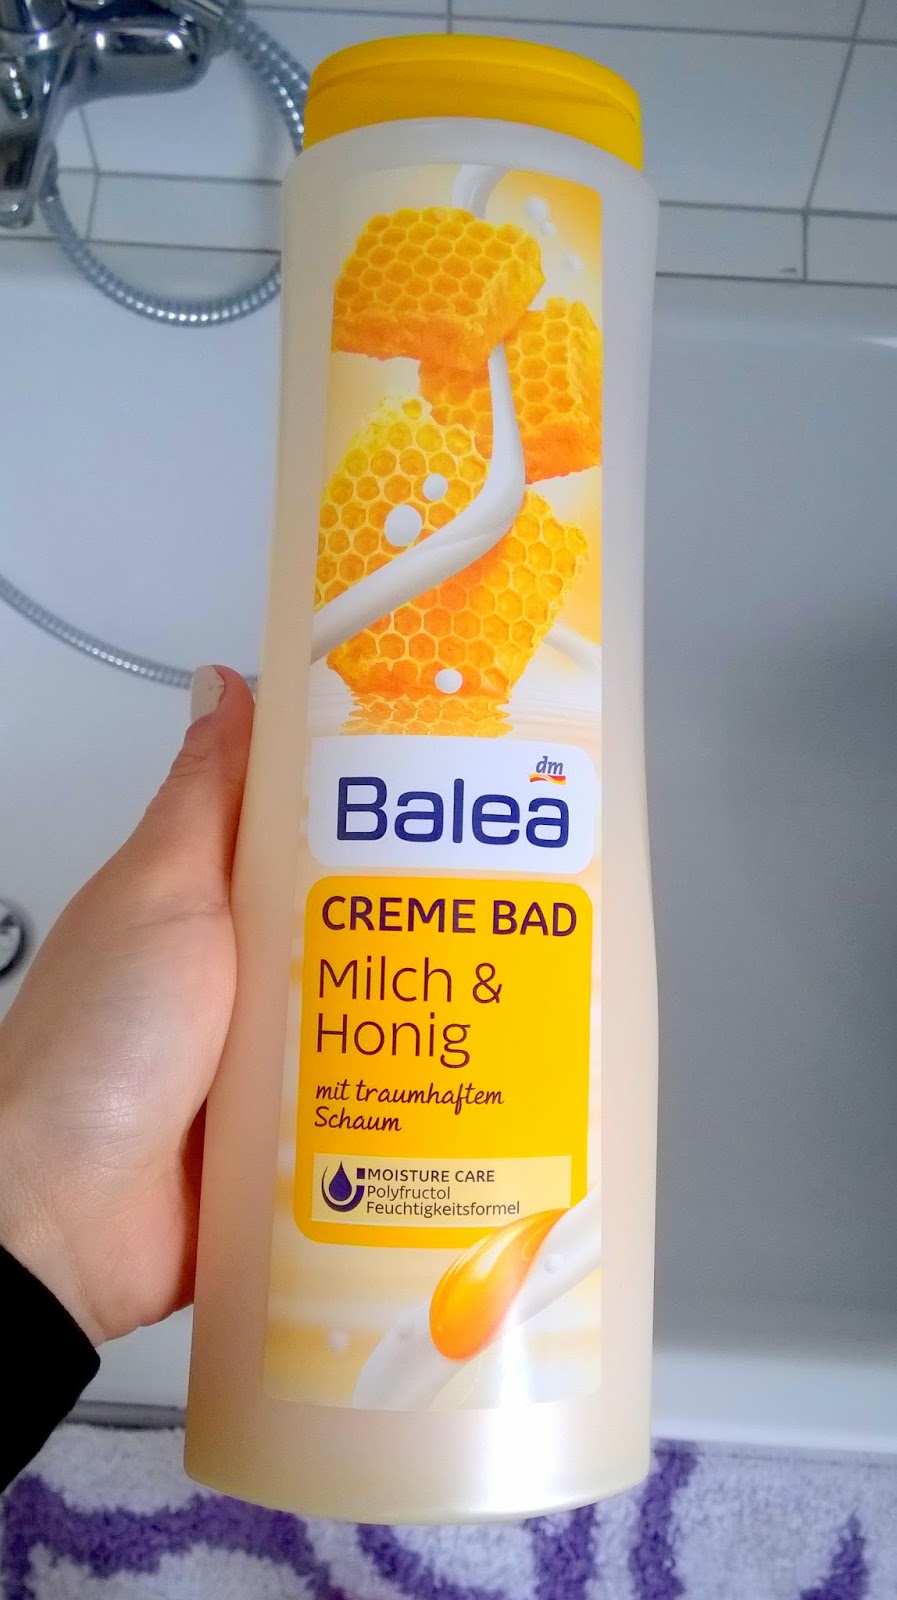 dm
Balea
CREME BAD
Milch &
Honig
mit traumhaftem
Schaum
MOISTURE CARE
Polyfructol
Feuchtigkeitsformel